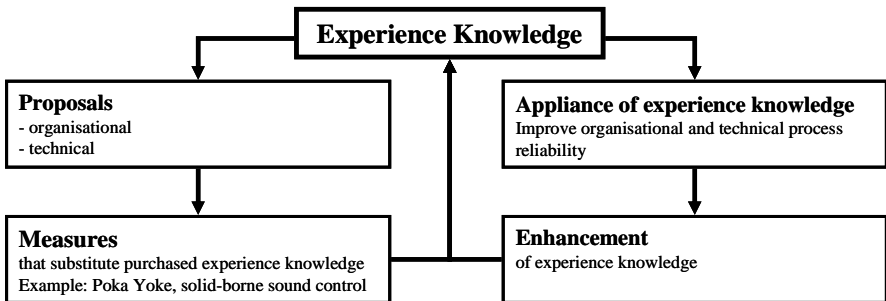 Experience Knowledge
Proposals
- organisational
- technical
Appliance of experience knowledge
Improve organisational and technical process
reliability
Measures
that substitute purchased experience knowledge
Example: Poka Yoke, solid-borne sound control
Enhancement
of experience knowledge